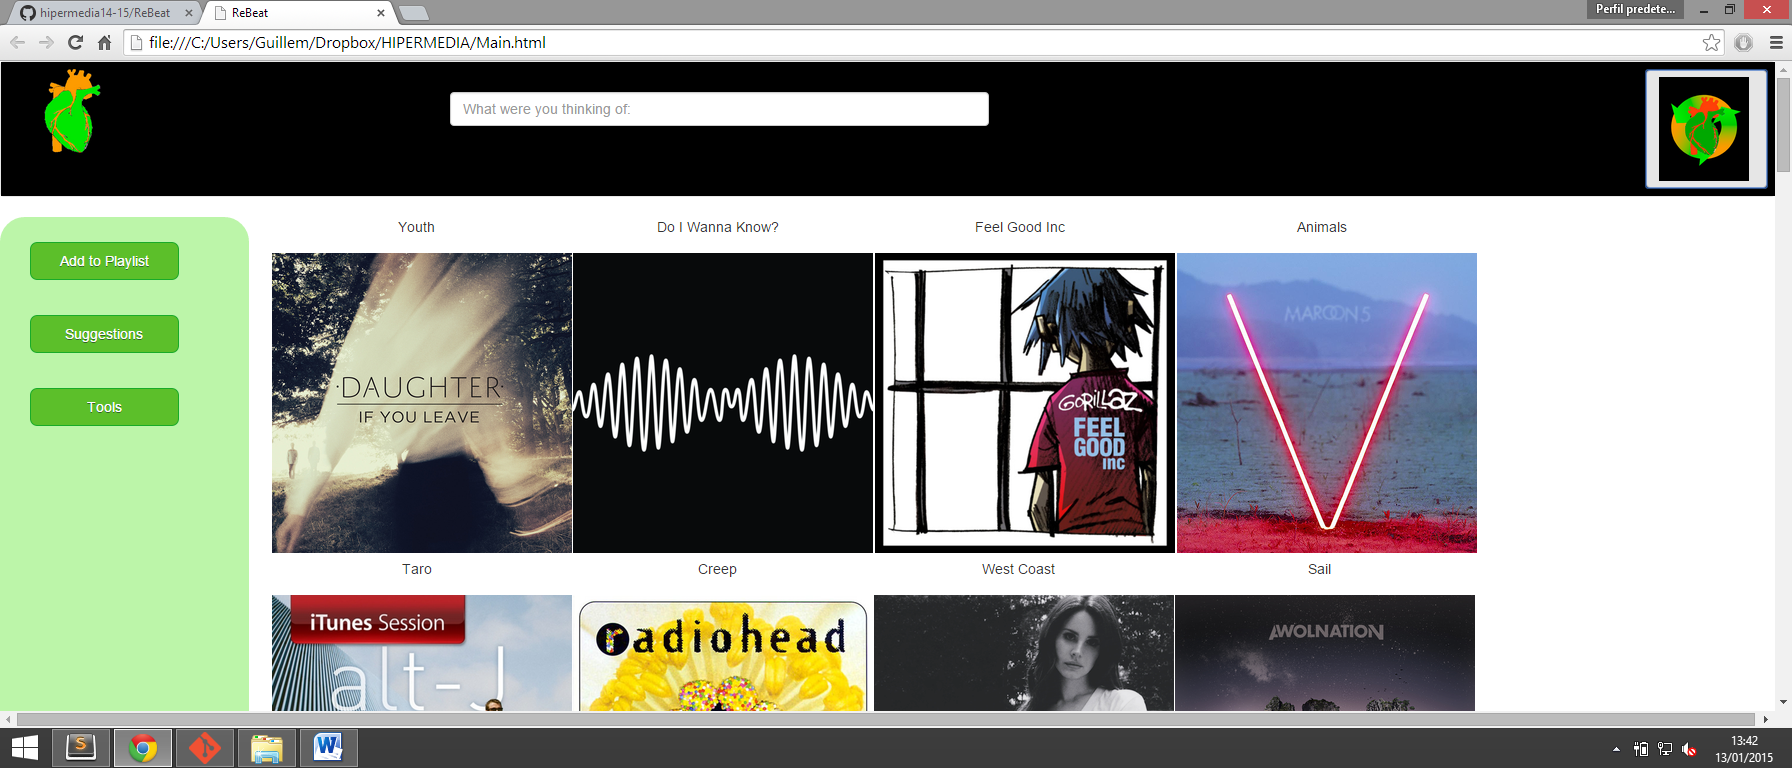 hipermedia14-15/ReBeat
ReBeat
Perfil predete...
file:///C:/Users/Guillem/Dropbox/HIPERMEDIA/Main.html
What were you thinking of:
Add to Playlist
Suggestions
Tools
Youth
Do I Wanna Know?
Feel Good Inc
Animals
·DAUGHTER·
IF YOU LEAVE
GORILLAZ
FEEL
GOOD
INC
MAROON 5
Taro
Creep
West Coast
Sail
iTunes Session
alt-J
radiohead
AWOLNATION
13:42
13/01/2015